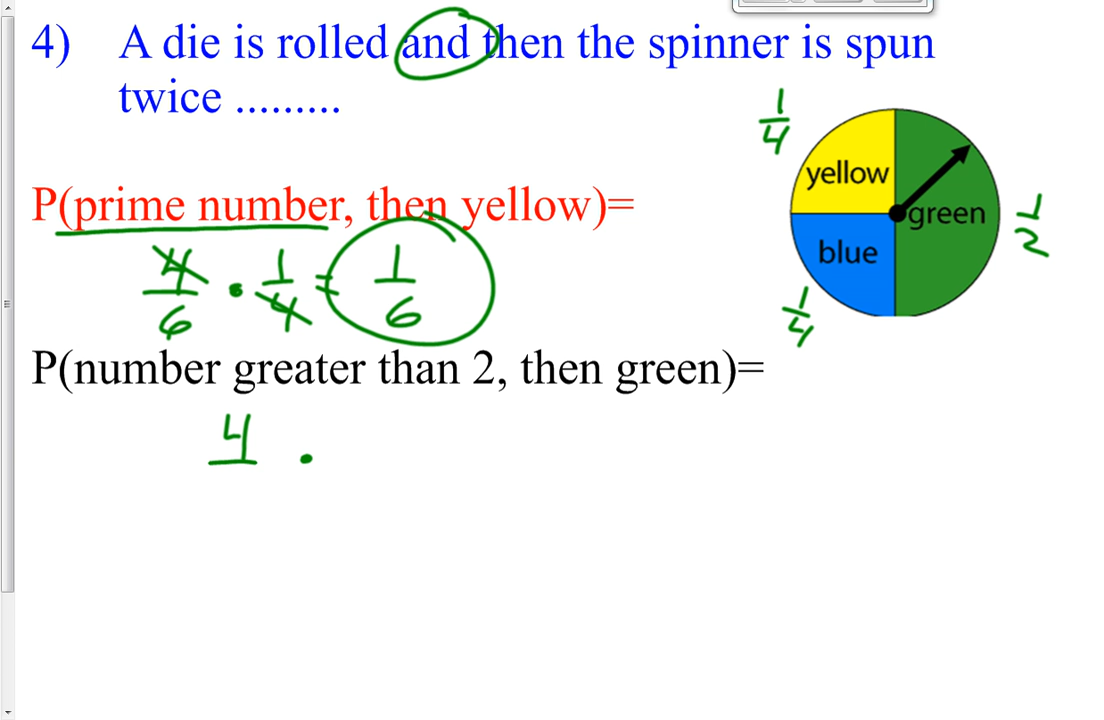 4) A die is rolled and then the spinner is spun
twice .........
1/4
yellow
green
1/2
blue
1/4
P(prime number, then yellow)=
4/6 · 1/4 = 1/6
P(number greater than 2, then green)=
4 ·